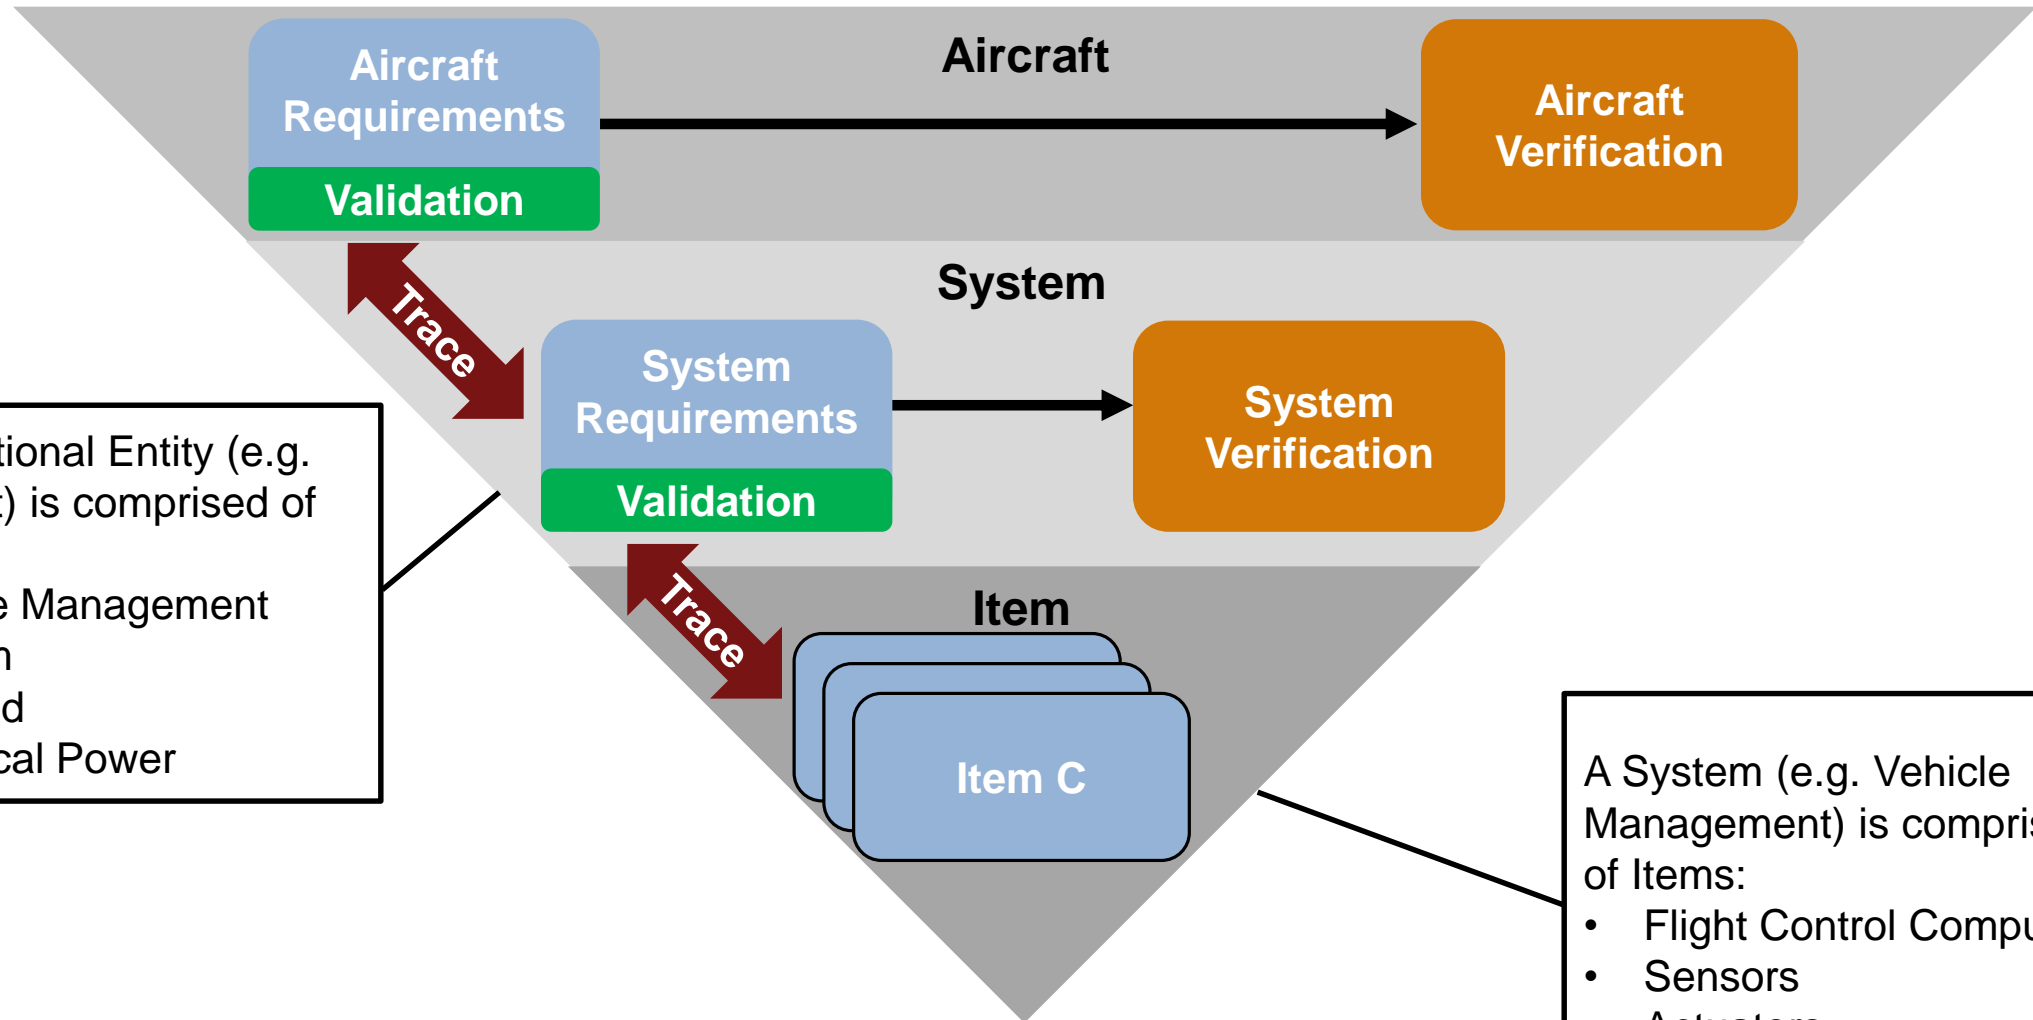 Aircraft
Aircraft
Requirements
Validation
Aircraft
Verification
Trace
System
System
Requirements
Validation
System
Verification
Trace
Item
Item C
tional Entity (e.g.
t) is comprised of
e Management
n
d
cal Power
A System (e.g. Vehicle
Management) is compris
of Items:
• Flight Control Compu
• Sensors
Actuators